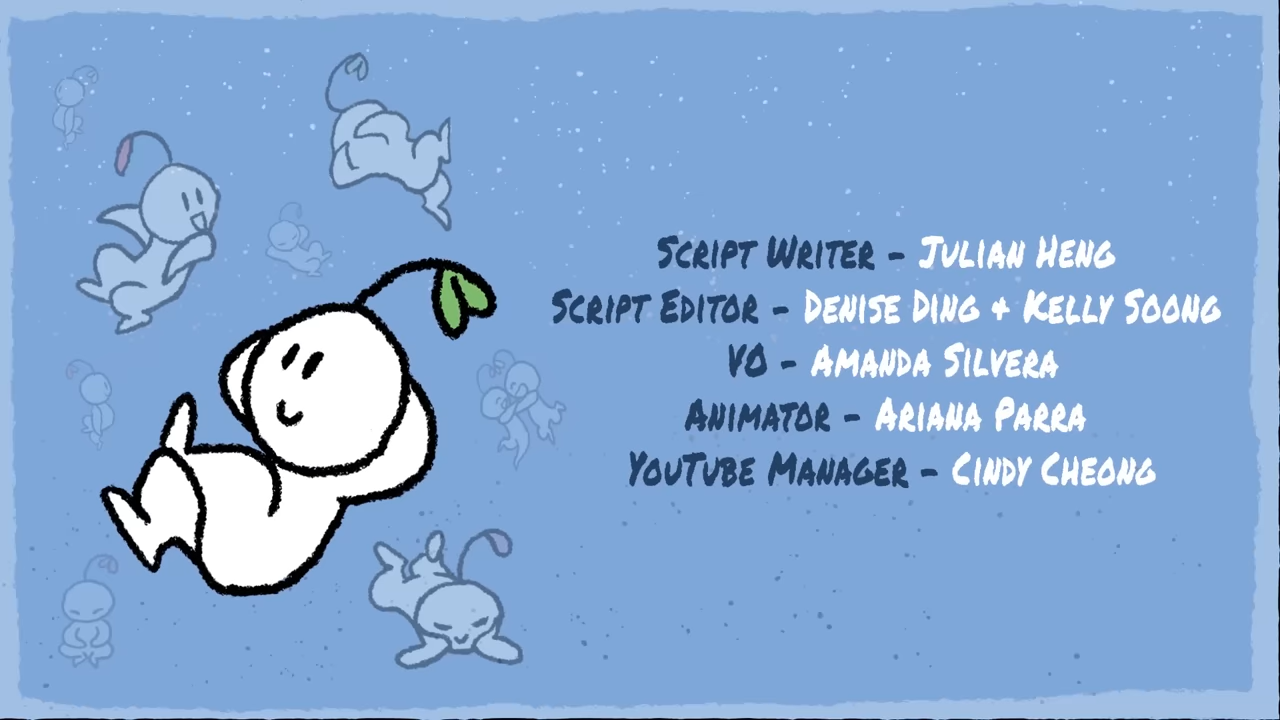 Script Writer - Julian Heng
Script Editor - Denise Ding + Kelly Soong
VO - Amanda Silvera
Animator - Ariana Parra
YouTube Manager - Cindy Cheong